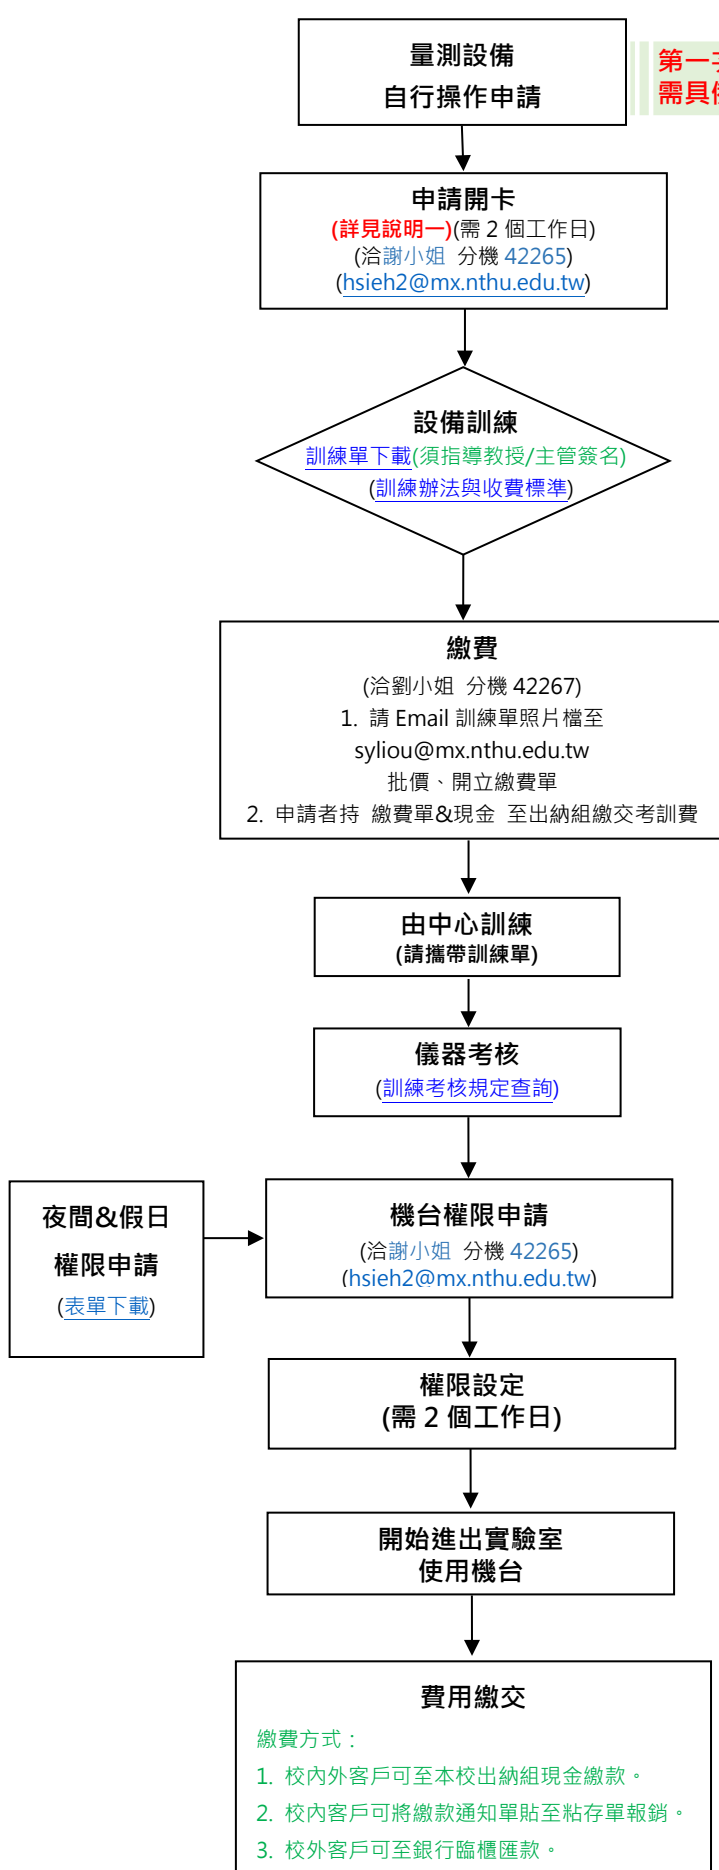 量測設備
自行操作申請
第一
需具
申請開卡
(詳見說明一)(需 2 個工作日)
(洽謝小姐 分機 42265)
(hsieh2@mx.nthu.edu.tw)
設備訓練
訓練單下載(須指導教授/主管簽名)
(訓練辦法與收費標準)
繳費
(洽劉小姐 分機 42267)
1. 請 Email 訓練單照片檔至
syliou@mx.nthu.edu.tw
批價、開立繳費單
2. 申請者持 繳費單&現金 至出納組繳交考訓費
由中心訓練
(請攜帶訓練單)
儀器考核
(訓練考核規定查詢)
夜間&假日
權限申請
(表單下載)
機台權限申請
(洽謝小姐 分機 42265)
(hsieh2@mx.nthu.edu.tw)
權限設定
(需 2 個工作日)
開始進出實驗室
使用機台
費用繳交
繳費方式：
1. 校內外客戶可至本校出納組現金繳款。
2. 校內客戶可將繳款通知單貼至粘存單報銷。
3. 校外客戶可至銀行臨櫃匯款。